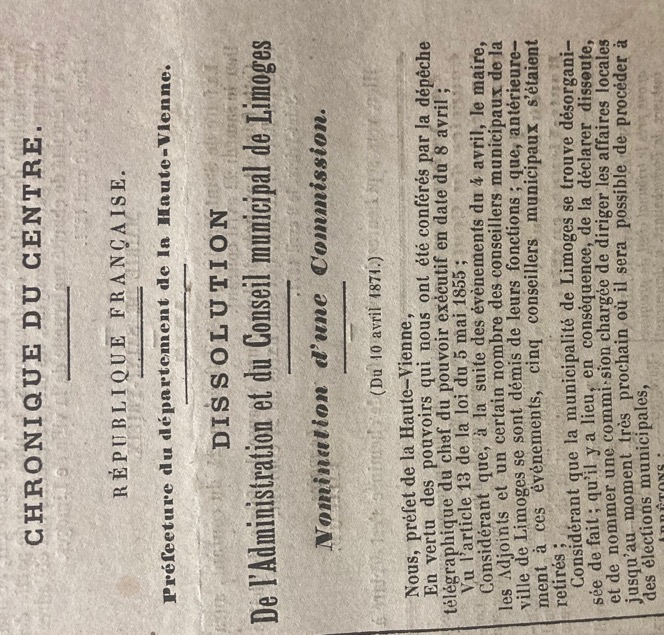 CHRONIQUE DU CENTRE.
RÉPUBLIQUE FRANÇAISE.
Préfecture du département de la Haute-Vienne.
DISSOLUTION
De l'Administration et du Conseil municipal de Limoges
Nomination d'une Commission.
(Du 10 avril 1871.)
Nous, préfet de la Haute-Vienne,
En vertu des pouvoirs qui nous ont été conférés par la dépêche
télégraphique du chef du pouvoir exécutif en date du 8 avril ;
Vu l'article 13 de la loi du 5 mai 1855 ;
Considérant que, à la suite des événements du 4 avril, le maire,
les Adjoints et un certain nombre des conseillers municipaux de la
ville de Limoges se sont démis de leurs fonctions ; que, antérieure-
ment à ces événements, cinq conseillers municipaux s'étaient
retirés ;
Considérant que la municipalité de Limoges se trouve désorgani-
sée de fait ; qu'il y a lieu, en conséquence, de la déclarer dissoute,
et de nommer une commission chargée de diriger les affaires locales
jusqu'au moment très prochain où il sera possible de procéder à
des élections municipales,